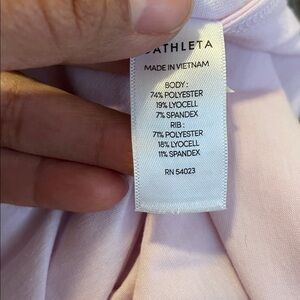 ATHLETA
MADE IN VIETNAM
BODY:
74% POLYESTER
19% LYOCELL
7% SPANDEX
RIB:
71% POLYESTER
18% LYOCELL
11% SPANDEX
RN 54023